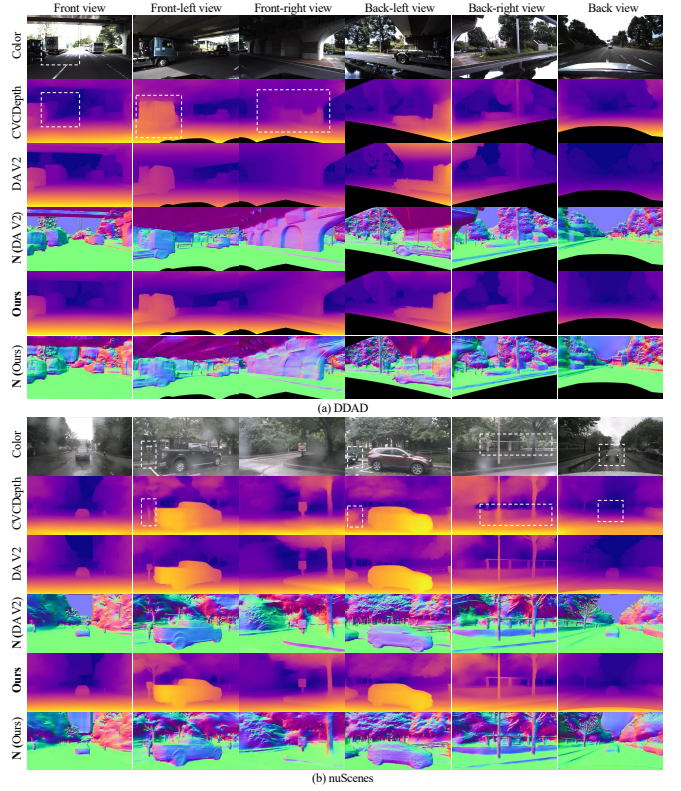 Front view Front-left view Front-right view Back-left view Back-right view Back view
Color
CVCDepth
DA V2
N (DA V2)
Ours
N (Ours)
(a) DDAD
Color
CVCDepth
DA V2
N (DA V2)
Ours
N (Ours)
(b) nuScenes